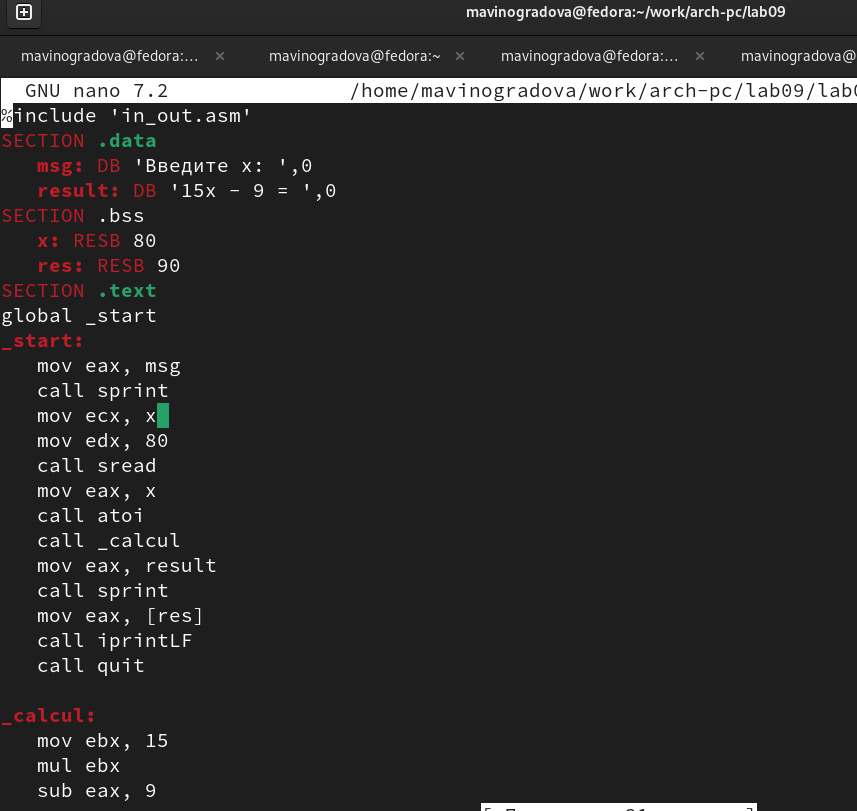 mavinogradova@fedora:~/work/arch-pc/lab09
mavinogradova@fedora:... × mavinogradova@fedora:~ × mavinogradova@fedora:... × mavinogradova@
GNU nano 7.2 /home/mavinogradova/work/arch-pc/lab09/lab0
%include 'in_out.asm'
SECTION .data
msg: DB 'Введите x: ',0
result: DB '15x - 9 = ',0
SECTION .bss
x: RESB 80
res: RESB 90
SECTION .text
global _start
_start:
mov eax, msg
call sprint
mov ecx, x
mov edx, 80
call sread
mov eax, x
call atoi
call _calcul
mov eax, result
call sprint
mov eax, [res]
call iprintLF
call quit
_calcul:
mov ebx, 15
mul ebx
sub eax, 9